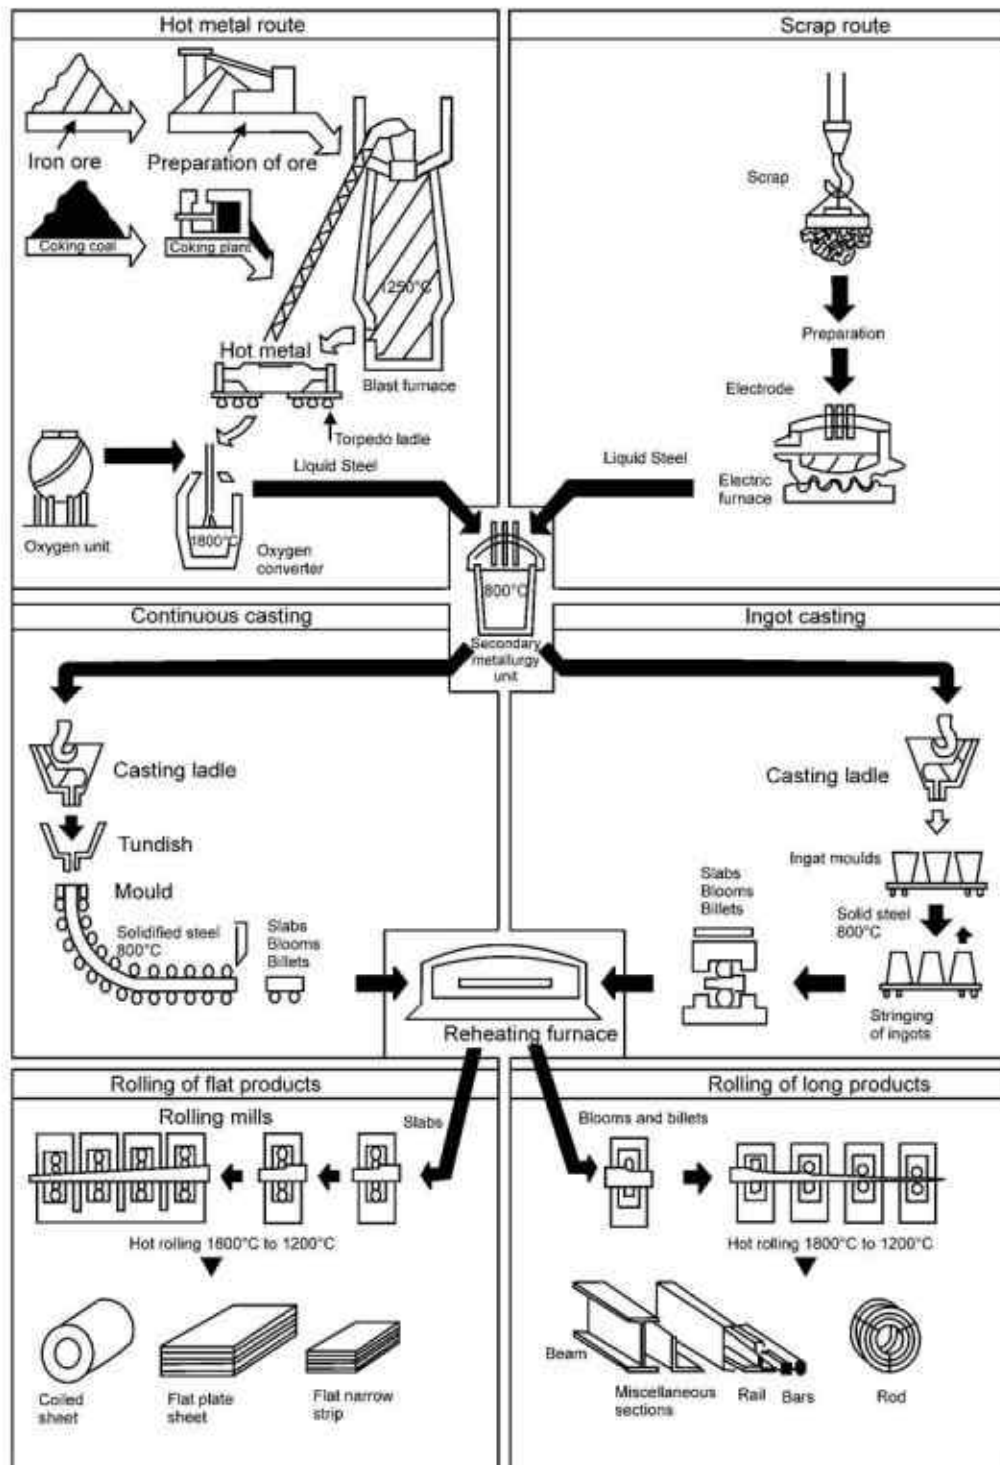 Hot metal route
Iron ore
Preparation of ore
Coking coal
Coking plant
1250°C
Hot metal
Blast furnace
Torpedo ladle
Liquid Steel
Oxygen unit
1800°C
Oxygen
converter
Scrap route
Scrap
Preparation
Electrode
Liquid Steel
Electric
furnace
800°C
Secondary
metallurgy
unit
Continuous casting
Casting ladle
Tundish
Mould
Solidified steel
800°C
Slabs
Blooms
Billets
Ingot casting
Casting ladle
Ingat moulds
Slabs
Blooms
Billets
Solid steel
800°C
Stringing
of ingots
Reheating furnace
Rolling of flat products
Rolling mills
Slabs
Hot rolling 1800°C to 1200°C
Coiled
sheet
Flat plate
sheet
Flat narrow
strip
Rolling of long products
Blooms and billets
Hot rolling 1800°C to 1200°C
Beam
Miscellaneous
sections
Rail
Bars
Rod